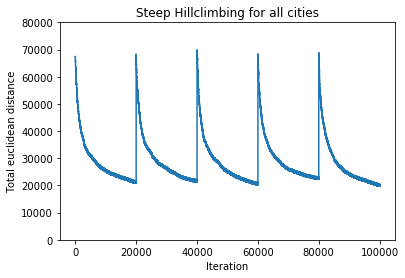 Steep Hillclimbing for all cities
80000
70000
60000
50000
40000
30000
20000
10000
0
Total euclidean distance
0 20000 40000 60000 80000 100000
Iteration